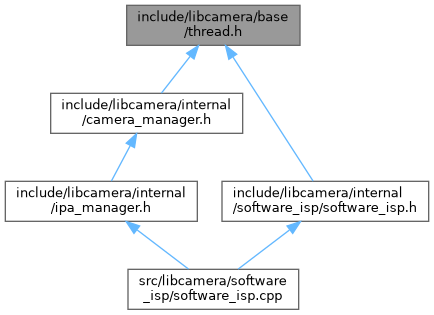 include/libcamera/base
/thread.h
include/libcamera/internal
/camera_manager.h
include/libcamera/internal
/ipa_manager.h
include/libcamera/internal
/software_isp/software_isp.h
src/libcamera/software
_isp/software_isp.cpp